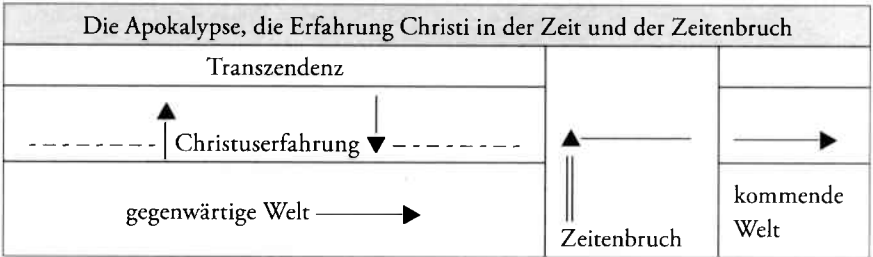 Die Apokalypse, die Erfahrung Christi in der Zeit und der Zeitenbruch
Transzendenz
Christuserfahrung
gegenwärtige Welt
Zeitenbruch
kommende
Welt